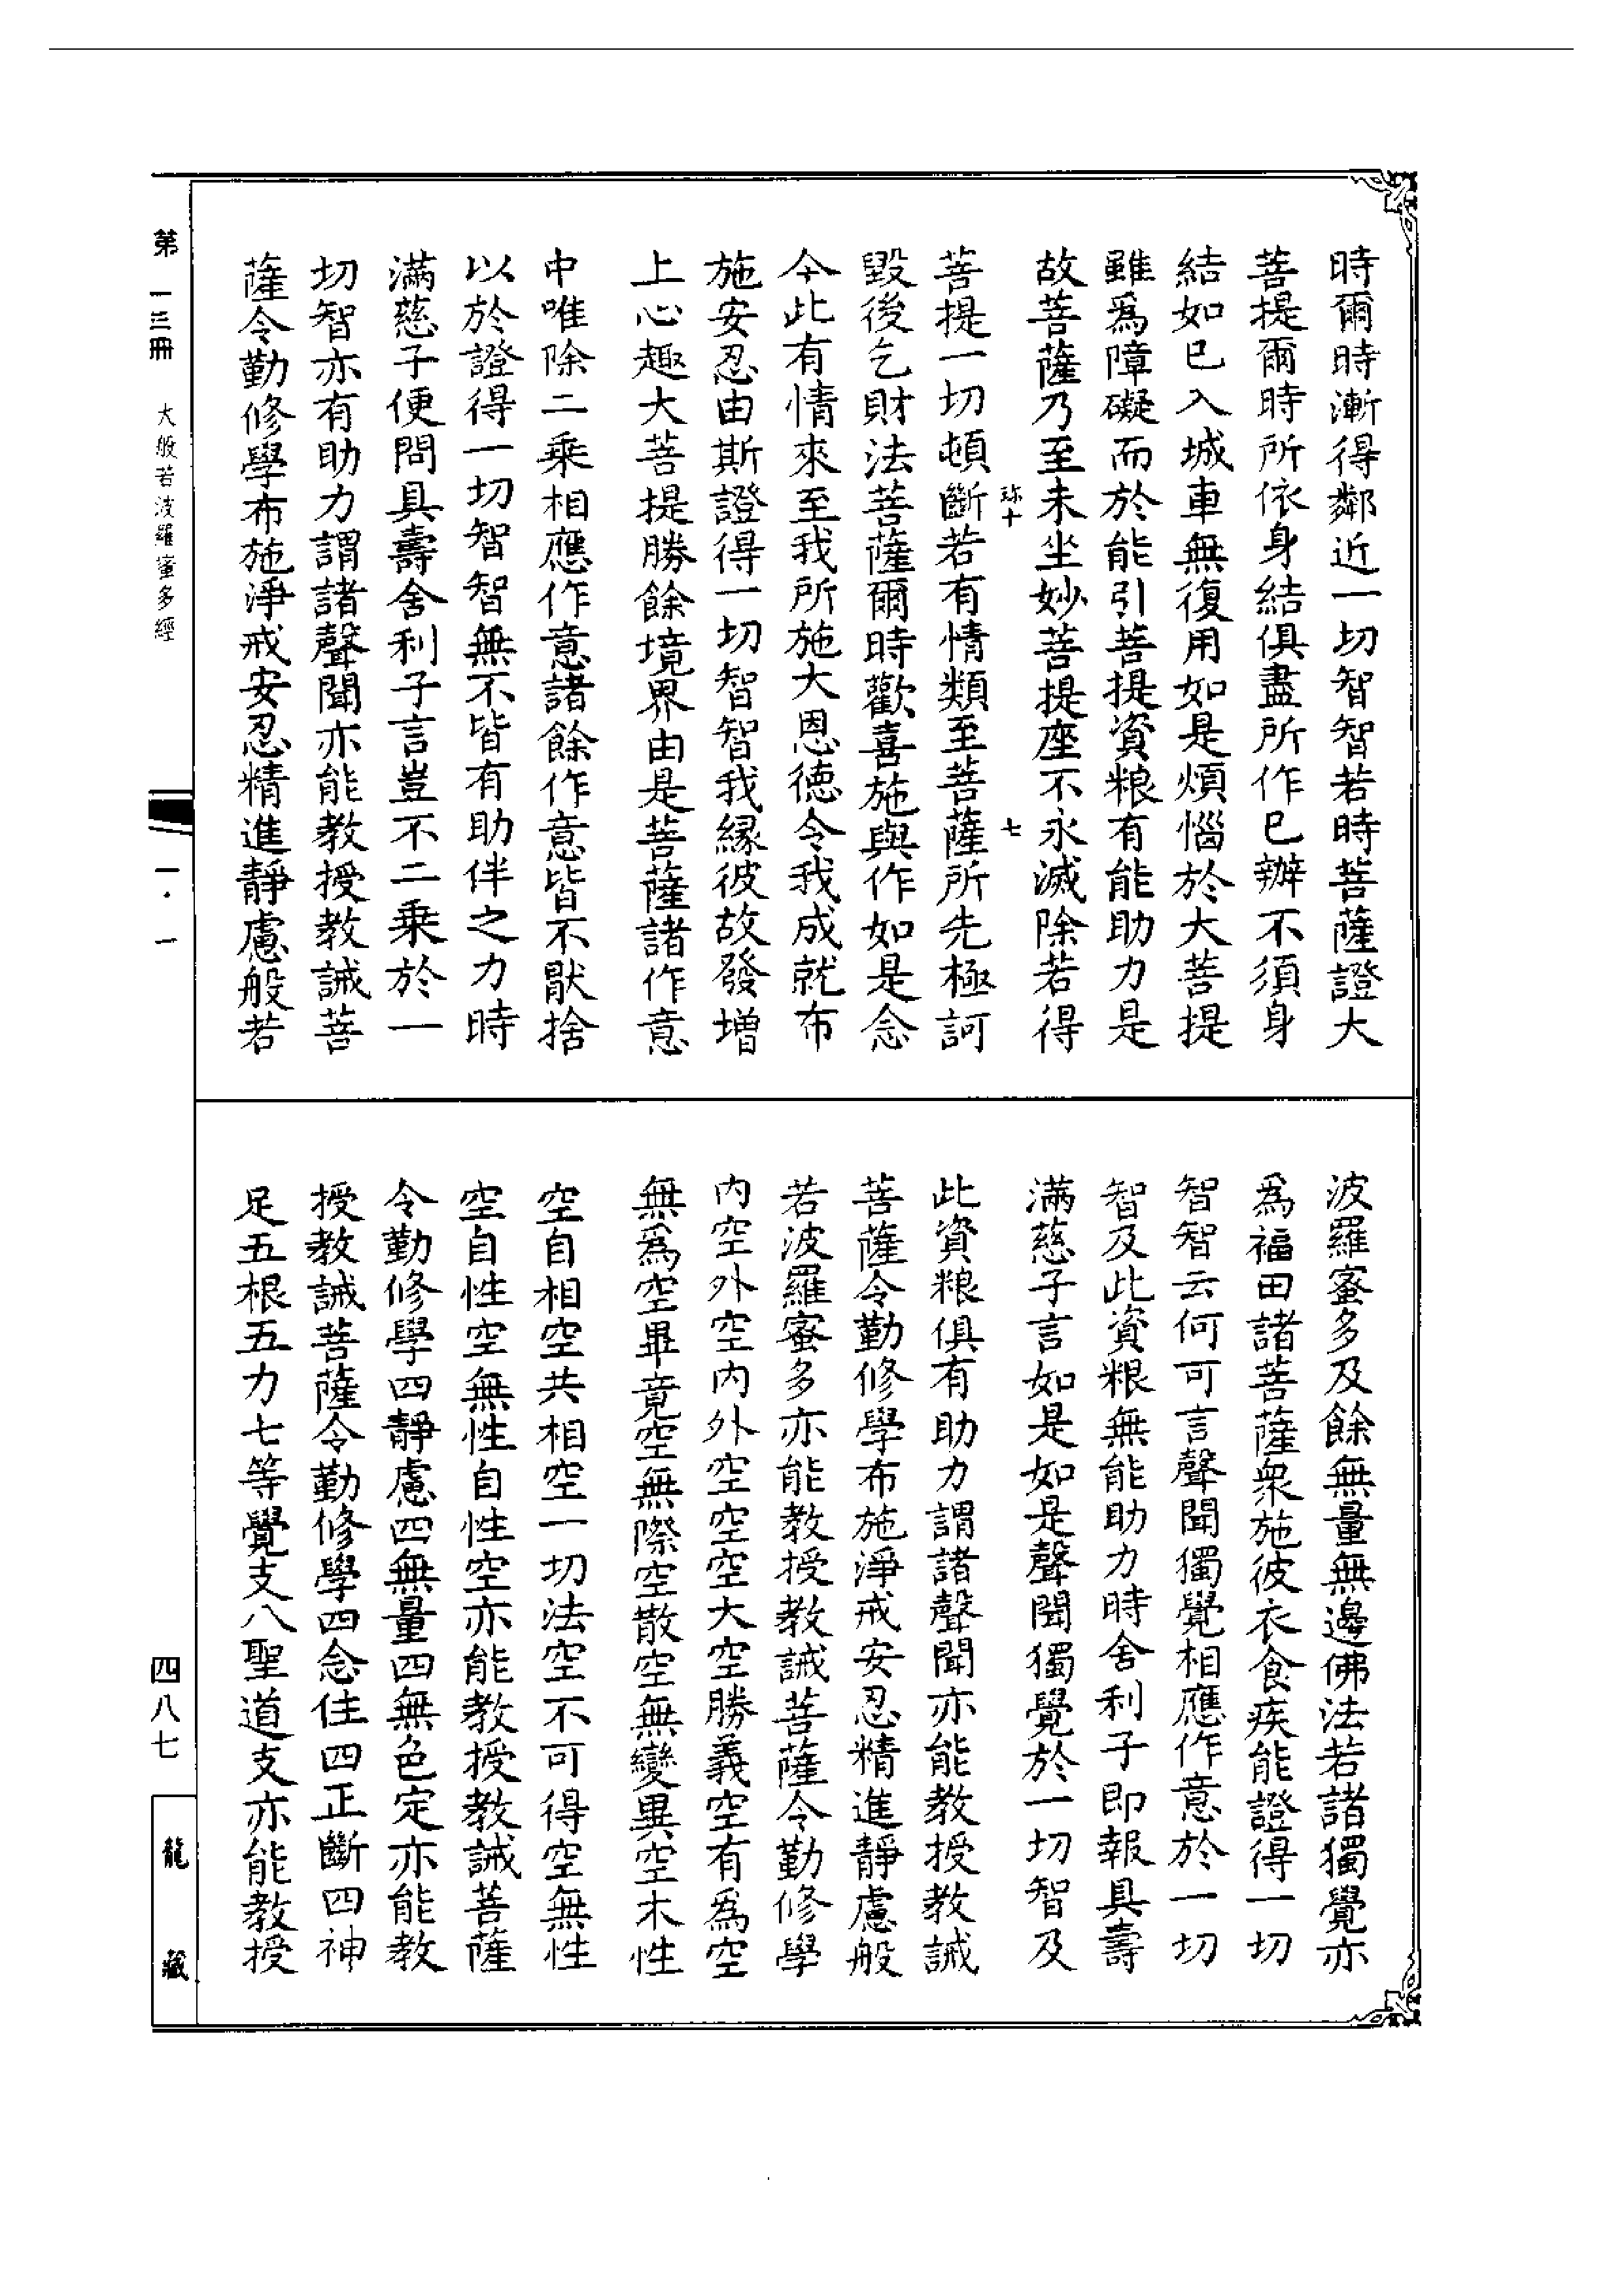 時爾時漸得鄰近一切智智若時菩薩證大
菩提爾時所依身結俱盡所作已辦不須身
結如已入城車無復用如是煩惱於大菩提
雖爲障礙而於能引菩提資粮有能助力是
故菩薩乃至未坐妙菩提座不永滅除若得
珎十 七
菩提一切頓斷若有情類至菩薩所先極訶
毀後乞財法菩薩爾時歡喜施與作如是念
今此有情來至我所施大恩德令我成就布
施安忍由斯證得一切智智我緣彼故發增
上心趣大菩提勝餘境界由是菩薩諸作意
中唯除二乘相應作意諸餘作意皆不厭捨
以於證得一切智智無不皆有助伴之力時
滿慈子便問具壽舍利子言豈不二乘於一
切智亦有助力謂諸聲聞亦能教授教誡菩
薩令勤修學布施淨戒安忍精進靜慮般若
波羅蜜多及餘無量無邊佛法若諸獨覺亦
爲福田諸菩薩衆施彼衣食疾能證得一切
智智云何可言聲聞獨覺相應作意於一切
智及此資粮無能助力時舍利子即報具壽
滿慈子言如是如是聲聞獨覺於一切智及
此資粮俱有助力謂諸聲聞亦能教授教誡
菩薩令勤修學布施淨戒安忍精進靜慮般
若波羅蜜多亦能教授教誡菩薩令勤修學
內空外空內外空空空大空勝義空有爲空
無爲空畢竟空無際空散空無變異空本性
空自相空共相空一切法空不可得空無性
空自性空無性自性空亦能教授教誡菩薩
令勤修學四靜慮四無量四無色定亦能教
授教誡菩薩令勤修學四念住四正斷四神
足五根五力七等覺支八聖道支亦能教授
第一三冊 大般若波羅蜜多經 一·一 四八七
龍藏